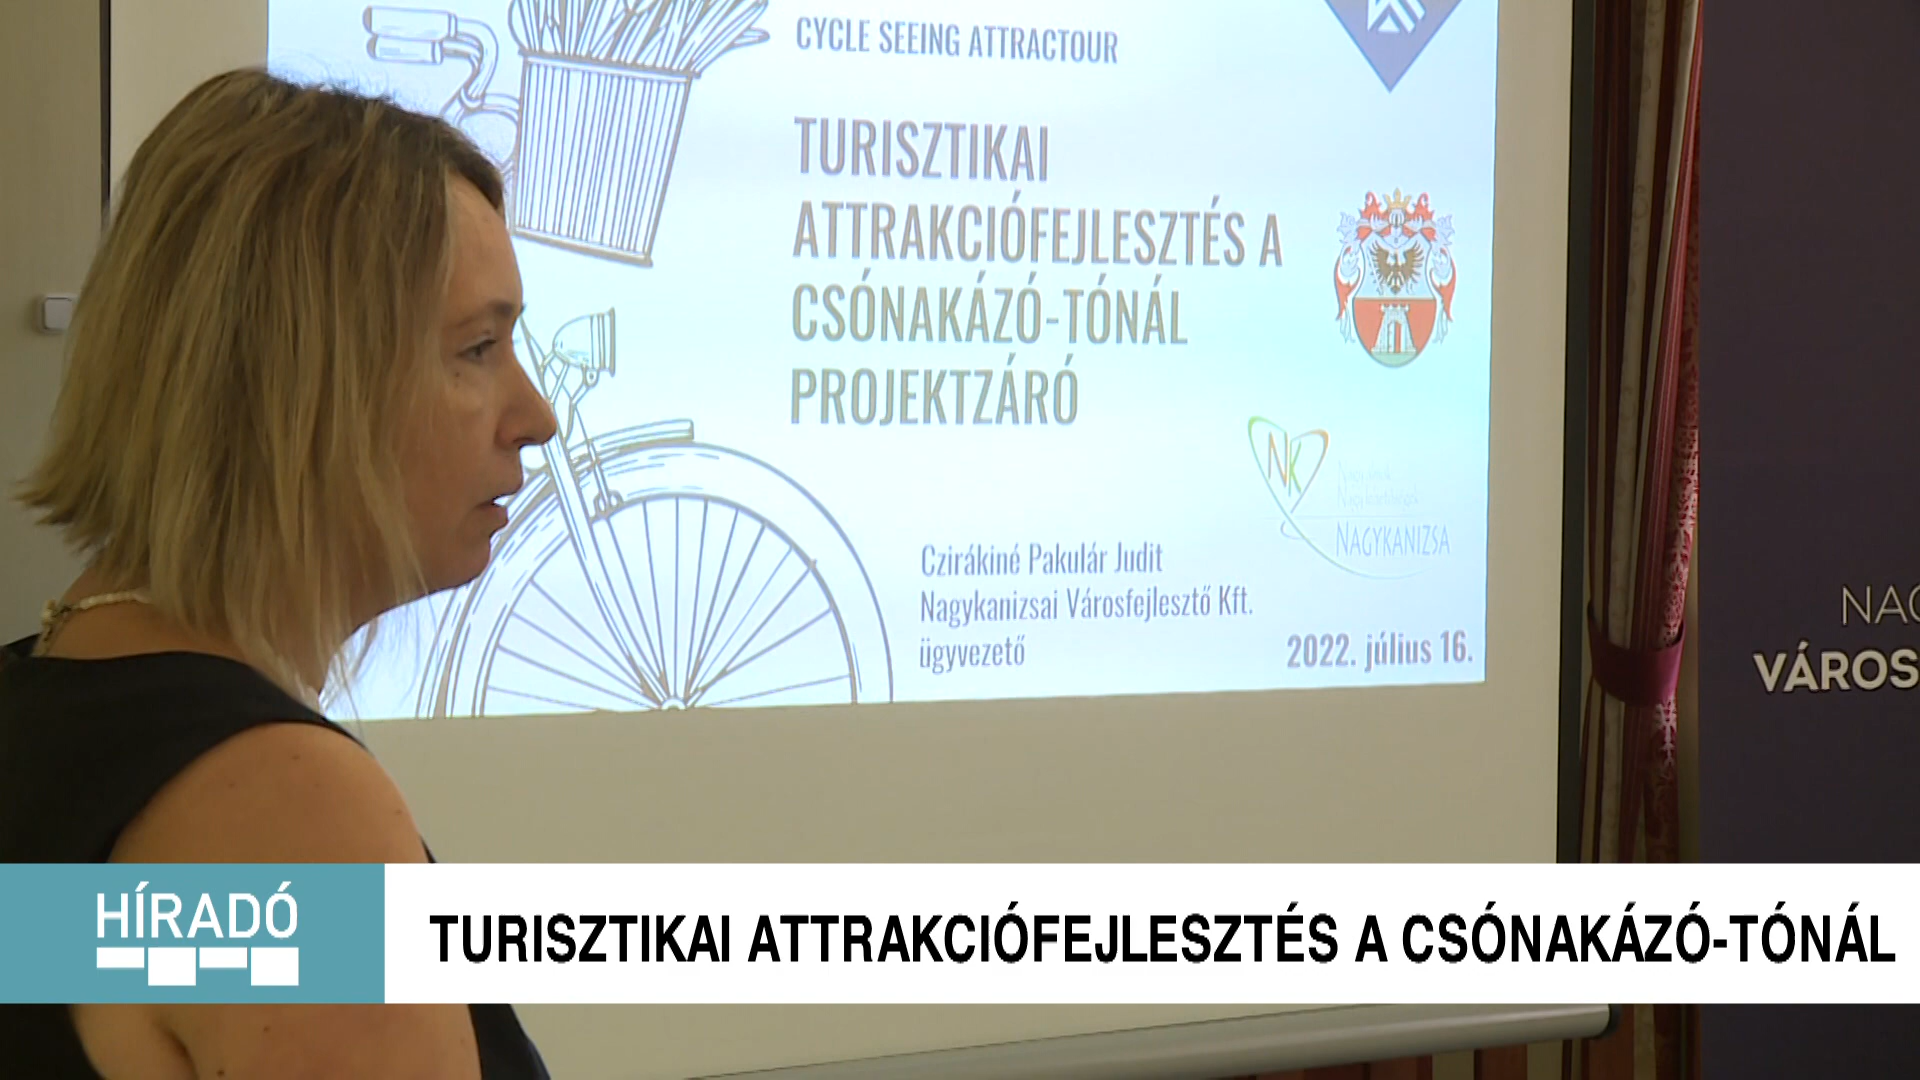 CYCLE SEEING ATTRACTOUR
TURISZTIKAI
ATTRAKCIÓFEJLESZTÉS A
CSÓNAKÁZÓ-TÓNÁL
PROJEKTZÁRÓ
NK
NAGYKANIZSA
Czirákiné Pakulár Judit
Nagykanizsai Városfejlesztő Kft.
ügyvezető
2022. július 16.
NAG
VÁROS
HÍRADÓ
TURISZTIKAI ATTRAKCIÓFEJLESZTÉS A CSÓNAKÁZÓ-TÓNÁL